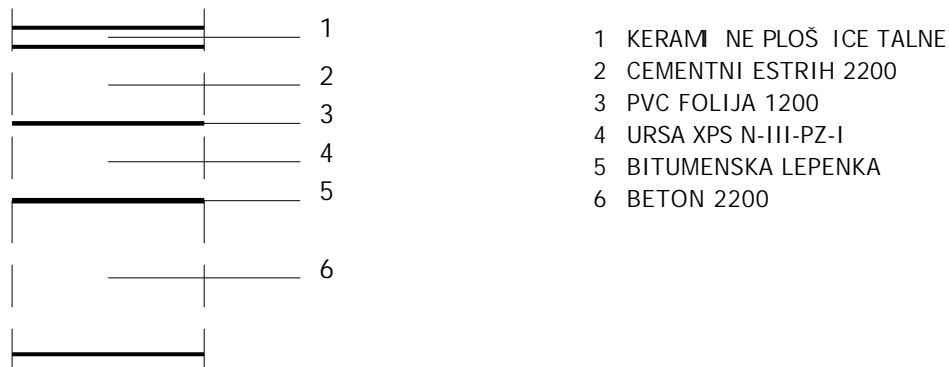 1
2
3
4
5
6
1 KERAMI NE PLOŠ ICE TALNE
2 CEMENTNI ESTRIH 2200
3 PVC FOLIJA 1200
4 URSA XPS N-III-PZ-I
5 BITUMENSKA LEPENKA
6 BETON 2200